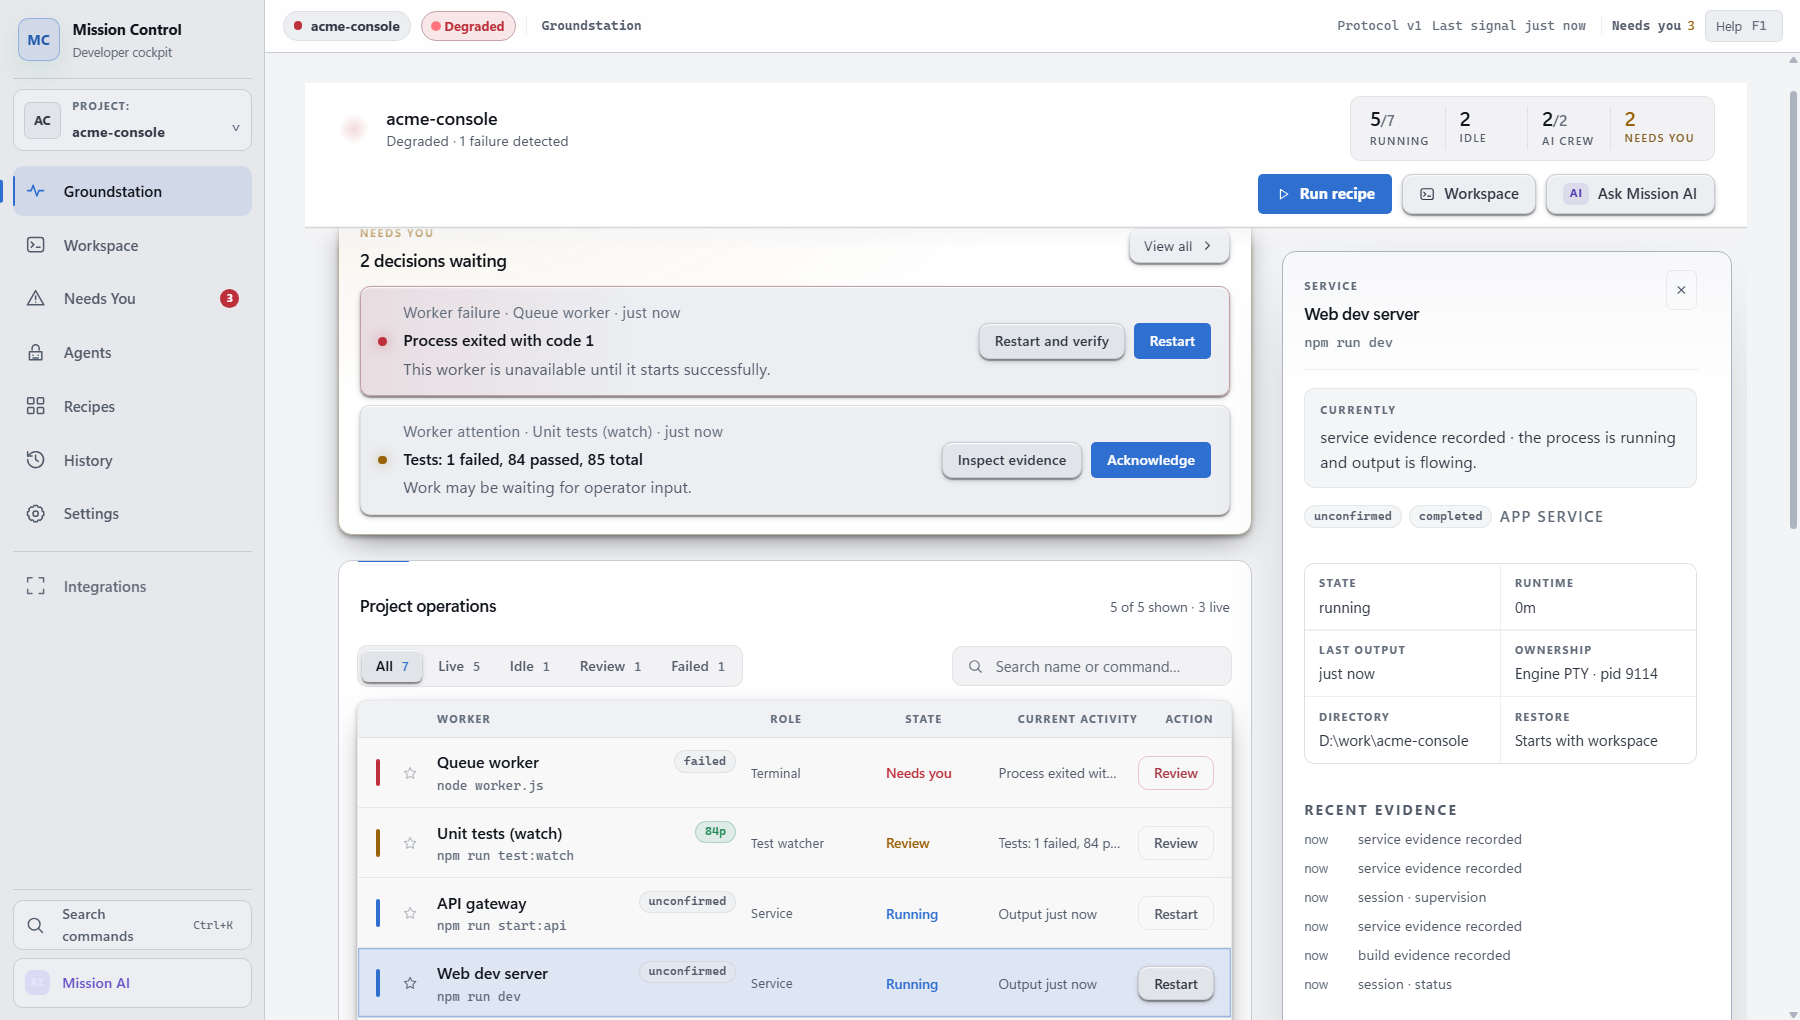 MC
Mission Control
Developer cockpit
AC
PROJECT:
acme-console
Groundstation
Workspace
Needs You 3
Agents
Recipes
History
Settings
Integrations
Search commands Ctrl+K
AI Mission AI
acme-console
Degraded
Groundstation
Protocol v1 Last signal just now
Needs you 3
Help F1
acme-console
Degraded · 1 failure detected
5/7 RUNNING
2 IDLE
2/2 AI CREW
2 NEEDS YOU
Run recipe
Workspace
AI Ask Mission AI
NEEDS YOU
2 decisions waiting
View all
Worker failure · Queue worker · just now
Process exited with code 1
This worker is unavailable until it starts successfully.
Restart and verify
Restart
Worker attention · Unit tests (watch) · just now
Tests: 1 failed, 84 passed, 85 total
Work may be waiting for operator input.
Inspect evidence
Acknowledge
Project operations
5 of 5 shown · 3 live
All 7 Live 5 Idle 1 Review 1 Failed 1
Search name or command...
WORKER ROLE STATE CURRENT ACTIVITY ACTION
Queue worker failed Terminal Needs you Process exited wit... Review
node worker.js
Unit tests (watch) 84p Test watcher Review Tests: 1 failed, 84 p... Review
npm run test:watch
API gateway unconfirmed Service Running Output just now Restart
npm run start:api
Web dev server unconfirmed Service Running Output just now Restart
npm run dev
SERVICE
Web dev server
npm run dev
CURRENTLY
service evidence recorded · the process is running
and output is flowing.
unconfirmed completed APP SERVICE
STATE
running
RUNTIME
0m
LAST OUTPUT
just now
OWNERSHIP
Engine PTY · pid 9114
DIRECTORY
D:\work\acme-console
RESTORE
Starts with workspace
RECENT EVIDENCE
now service evidence recorded
now service evidence recorded
now session · supervision
now service evidence recorded
now build evidence recorded
now session · status